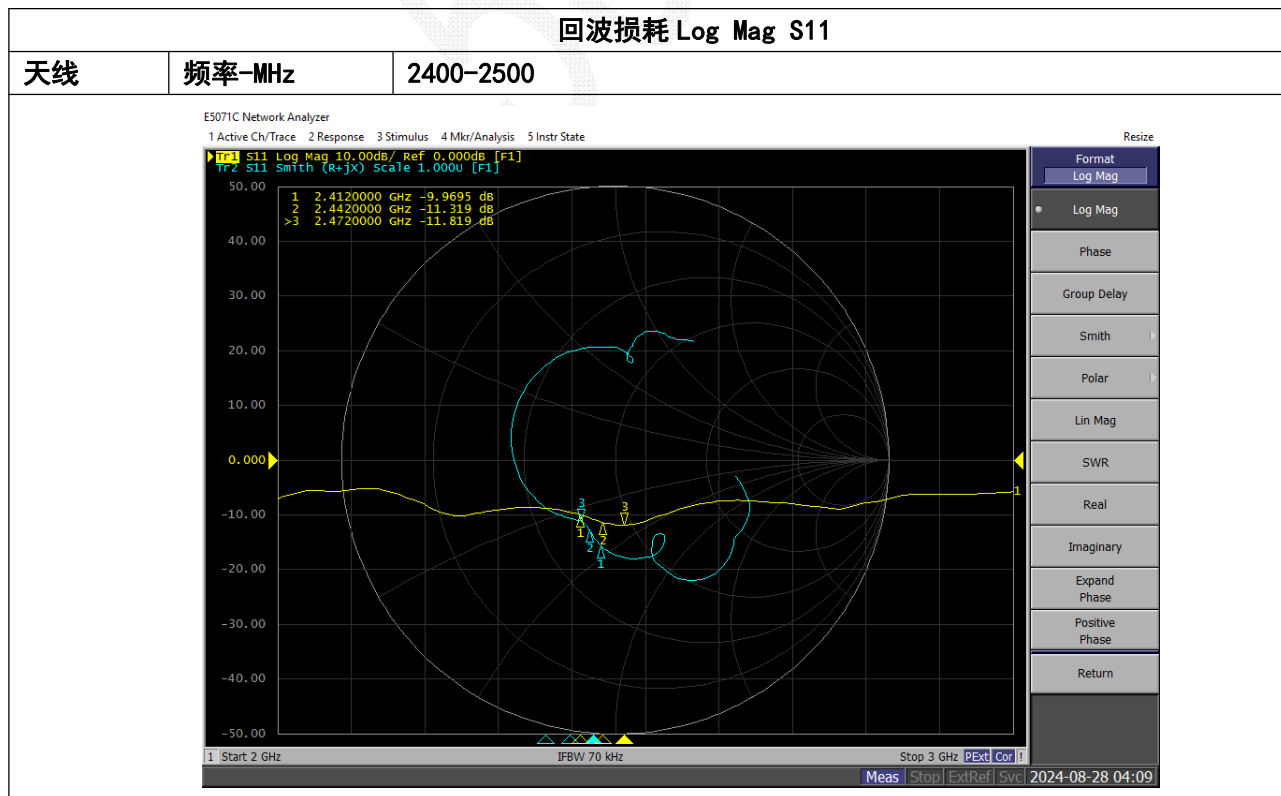 回波损耗 Log Mag S11
天线 频率-MHz 2400-2500
E5071C Network Analyzer
1 Active Ch/Trace 2 Response 3 Stimulus 4 Mkr/Analysis 5 Instr State Resize
Tr1 S11 Log Mag 10.00dB/ Ref 0.000dB [F1]
Tr2 S11 Smith (R+jX) Scale 1.000U [F1]
1 2.4120000 GHz -9.9695 dB
2 2.4420000 GHz -11.319 dB
>3 2.4720000 GHz -11.819 dB
50.00
40.00
30.00
20.00
10.00
0.000
-10.00
-20.00
-30.00
-40.00
-50.00
3
1
2
3
2
1
1
Format
Log Mag
Log Mag
Phase
Group Delay
Smith
Polar
Lin Mag
SWR
Real
Imaginary
Expand
Phase
Positive
Phase
Return
1 Start 2 GHz IFBW 70 kHz Stop 3 GHz PExt Cor !
Meas Stop ExtRef Svc 2024-08-28 04:09